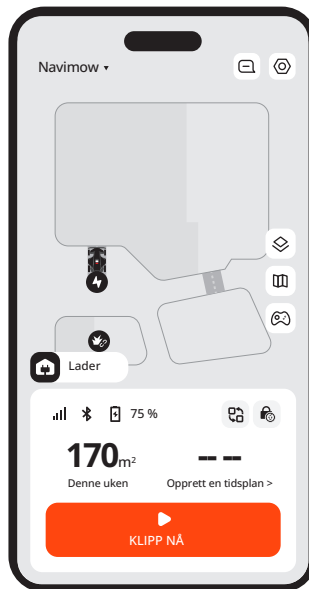 Navimow
Lader
75 %
170m²
-- --
Denne uken
Opprett en tidsplan >
KLIPP NÅ